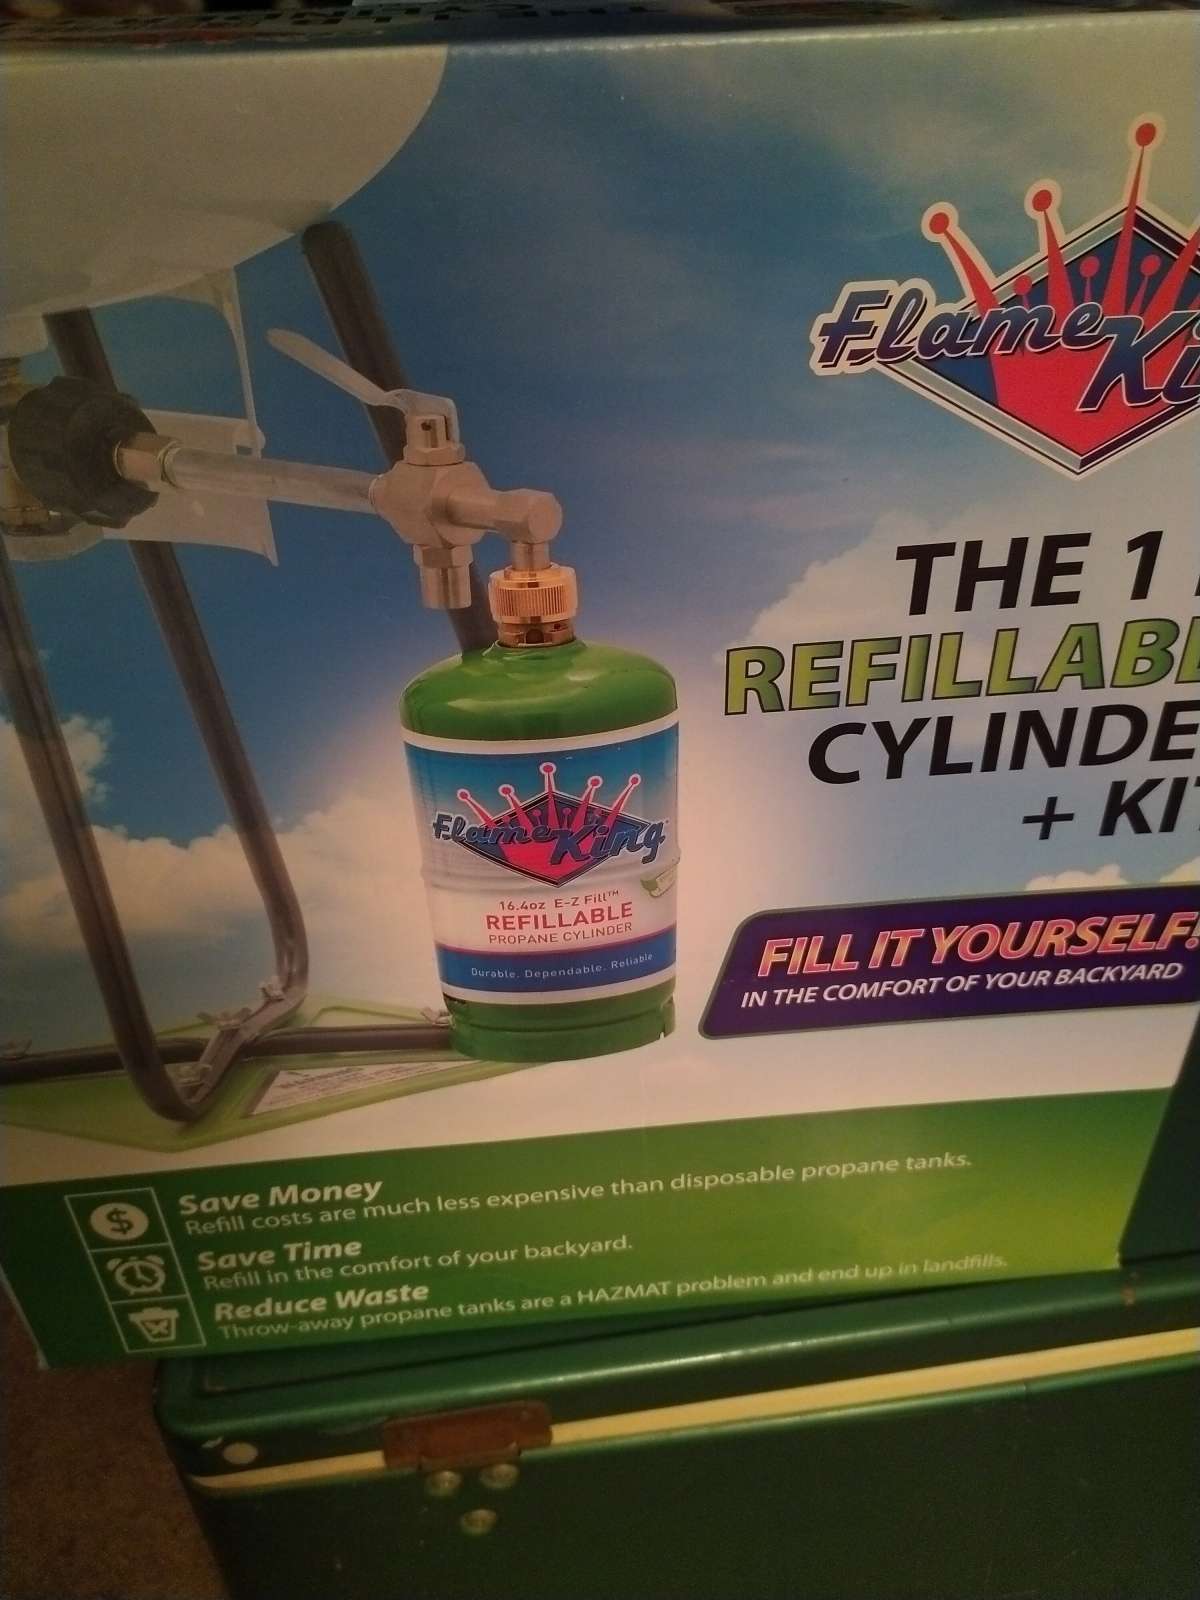 Flame Ki
THE 1
REFILLAB
CYLINDE
+ KI
FILL IT YOURSELF!
IN THE COMFORT OF YOUR BACKYARD
Flame King
16.4oz E-Z Fill™
REFILLABLE
PROPANE CYLINDER
Durable. Dependable. Reliable
$
Save Money
Refill costs are much less expensive than disposable propane tanks.
Save Time
Refill in the comfort of your backyard.
Reduce Waste
Throw-away propane tanks are a HAZMAT problem and end up in landfills.